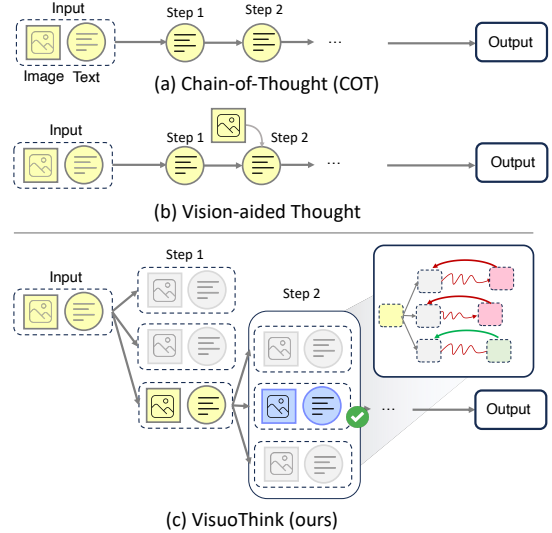 Input
Step 1
Step 2
...
Output
Image
Text
(a) Chain-of-Thought (COT)
Input
Step 1
Step 2
...
Output
(b) Vision-aided Thought
Input
Step 1
Step 2
...
Output
(c) VisuoThink (ours)